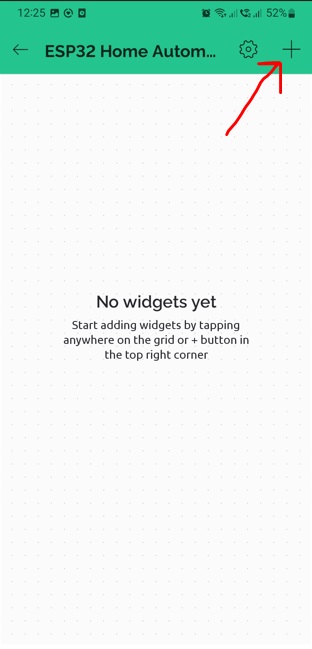 12:25 52%
ESP32 Home Autom...
No widgets yet
Start adding widgets by tapping
anywhere on the grid or + button in
the top right corner